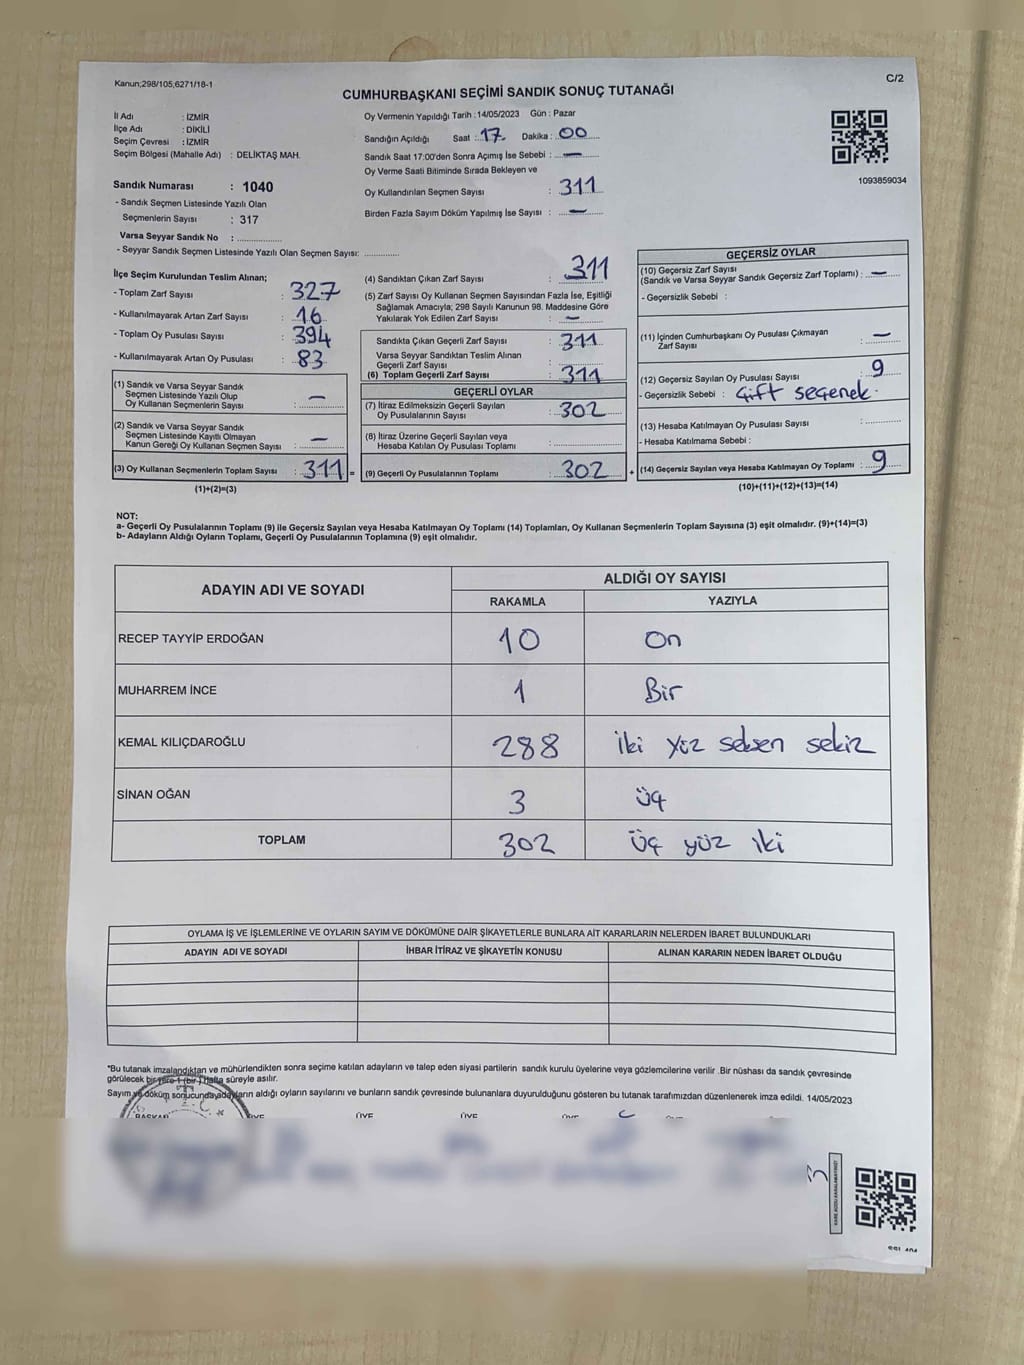 Kanun;298/105,6271/18-1
C/2
CUMHURBAŞKANI SEÇİMİ SANDIK SONUÇ TUTANAĞI
İl Adı : İZMİR
İlçe Adı : DİKİLİ
Seçim Çevresi : İZMİR
Seçim Bölgesi (Mahalle Adı) : DELİKTAŞ MAH.
Sandık Numarası : 1040
- Sandık Seçmen Listesinde Yazılı Olan
Seçmenlerin Sayısı : 317
Varsa Seyyar Sandık No :
- Seyyar Sandık Seçmen Listesinde Yazılı Olan Seçmen Sayısı:
Oy Vermenin Yapıldığı Tarih : 14/05/2023 Gün : Pazar
Sandığın Açıldığı Saat : 17 Dakika : 00
Sandık Saat 17:00'den Sonra Açımış İse Sebebi : —
Oy Verme Saati Bitiminde Sırada Bekleyen ve
Oy Kullandırılan Seçmen Sayısı : 311
Birden Fazla Sayım Döküm Yapılmış İse Sayısı : —
1093859034
İlçe Seçim Kurulundan Teslim Alınan;
- Toplam Zarf Sayısı : 327
- Kullanılmayarak Artan Zarf Sayısı : 16
- Toplam Oy Pusulası Sayısı : 394
- Kullanılmayarak Artan Oy Pusulası : 83
(1) Sandık ve Varsa Seyyar Sandık
Seçmen Listesinde Yazılı Olup
Oy Kullanan Seçmenlerin Sayısı : —
(2) Sandık ve Varsa Seyyar Sandık
Seçmen Listesinde Kayıtlı Olmayan
Kanun Gereği Oy Kullanan Seçmen Sayısı : —
(3) Oy Kullanan Seçmenlerin Toplam Sayısı : 311 =
(1)+(2)=(3)
(4) Sandıktan Çıkan Zarf Sayısı : 311
(5) Zarf Sayısı Oy Kullanan Seçmen Sayısından Fazla İse, Eşitliği
Sağlamak Amacıyla; 298 Sayılı Kanunun 98. Maddesine Göre
Yakılarak Yok Edilen Zarf Sayısı : —
Sandıkta Çıkan Geçerli Zarf Sayısı : 311
Varsa Seyyar Sandıktan Teslim Alınan
Geçerli Zarf Sayısı :
(6) Toplam Geçerli Zarf Sayısı : 311
GEÇERLİ OYLAR
(7) İtiraz Edilmeksizin Geçerli Sayılan
Oy Pusulalarının Sayısı : 302
(8) İtiraz Üzerine Geçerli Sayılan veya
Hesaba Katılan Oy Pusulası Toplamı :
(9) Geçerli Oy Pusulalarının Toplamı : 302 +
GEÇERSİZ OYLAR
(10) Geçersiz Zarf Sayısı
(Sandık ve Varsa Seyyar Sandık Geçersiz Zarf Toplamı) : —
- Geçersizlik Sebebi :
(11) İçinden Cumhurbaşkanı Oy Pusulası Çıkmayan
Zarf Sayısı : —
(12) Geçersiz Sayılan Oy Pusulası Sayısı : 9
- Geçersizlik Sebebi : Çift seçenek.
(13) Hesaba Katılmayan Oy Pusulası Sayısı :
- Hesaba Katılmama Sebebi :
(14) Geçersiz Sayılan veya Hesaba Katılmayan Oy Toplamı : 9
(10)+(11)+(12)+(13)=(14)
NOT:
a- Geçerli Oy Pusulalarının Toplamı (9) ile Geçersiz Sayılan veya Hesaba Katılmayan Oy Toplamı (14) Toplamları, Oy Kullanan Seçmenlerin Toplam Sayısına (3) eşit olmalıdır. (9)+(14)=(3)
b- Adayların Aldığı Oyların Toplamı, Geçerli Oy Pusulalarının Toplamına (9) eşit olmalıdır.
ADAYIN ADI VE SOYADI
ALDIĞI OY SAYISI
RAKAMLA YAZIYLA
RECEP TAYYİP ERDOĞAN 10 On
MUHARREM İNCE 1 Bir
KEMAL KILIÇDAROĞLU 288 İki yüz seksen sekiz
SİNAN OĞAN 3 Üç
TOPLAM 302 Üç yüz iki
OYLAMA İŞ VE İŞLEMLERİNE VE OYLARIN SAYIM VE DÖKÜMÜNE DAİR ŞİKAYETLERLE BUNLARA AİT KARARLARIN NELERDEN İBARET BULUNDUKLARI
ADAYIN ADI VE SOYADI İHBAR İTİRAZ VE ŞİKAYETİN KONUSU ALINAN KARARIN NEDEN İBARET OLDUĞU
*Bu tutanak imzalandıktan ve mühürlendikten sonra seçime katılan adayların ve talep eden siyasi partilerin sandık kurulu üyelerine veya gözlemcilerine verilir .Bir nüshası da sandık çevresinde
görülecek bir yere 1 (bir) hafta süreyle asılır.
Sayım ve döküm sonucunda adayların aldığı oyların sayılarını ve bunların sandık çevresinde bulunanlara duyurulduğunu gösteren bu tutanak tarafımızdan düzenlenerek imza edildi. 14/05/2023
BAŞKAN ÜYE ÜYE ÜYE ÜYE